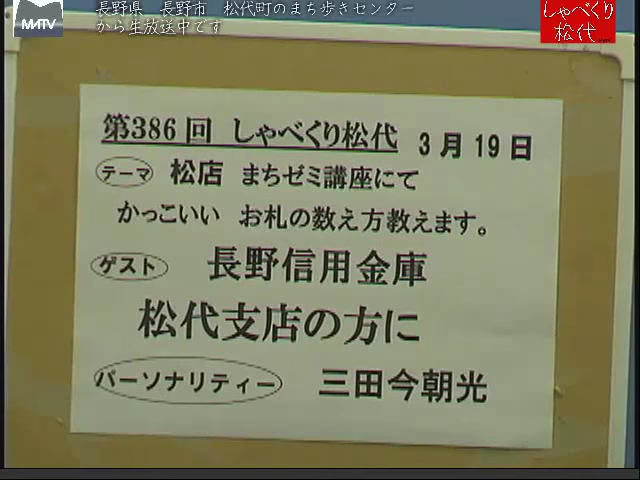 MATV
長野県　長野市　松代町のまち歩きセンター
から生放送中です
しゃべくり
松代
第386回 しゃべくり松代 3月19日
テーマ 松店 まちゼミ講座にて
かっこいい お札の数え方教えます。
ゲスト 長野信用金庫
松代支店の方に
パーソナリティー 三田今朝光